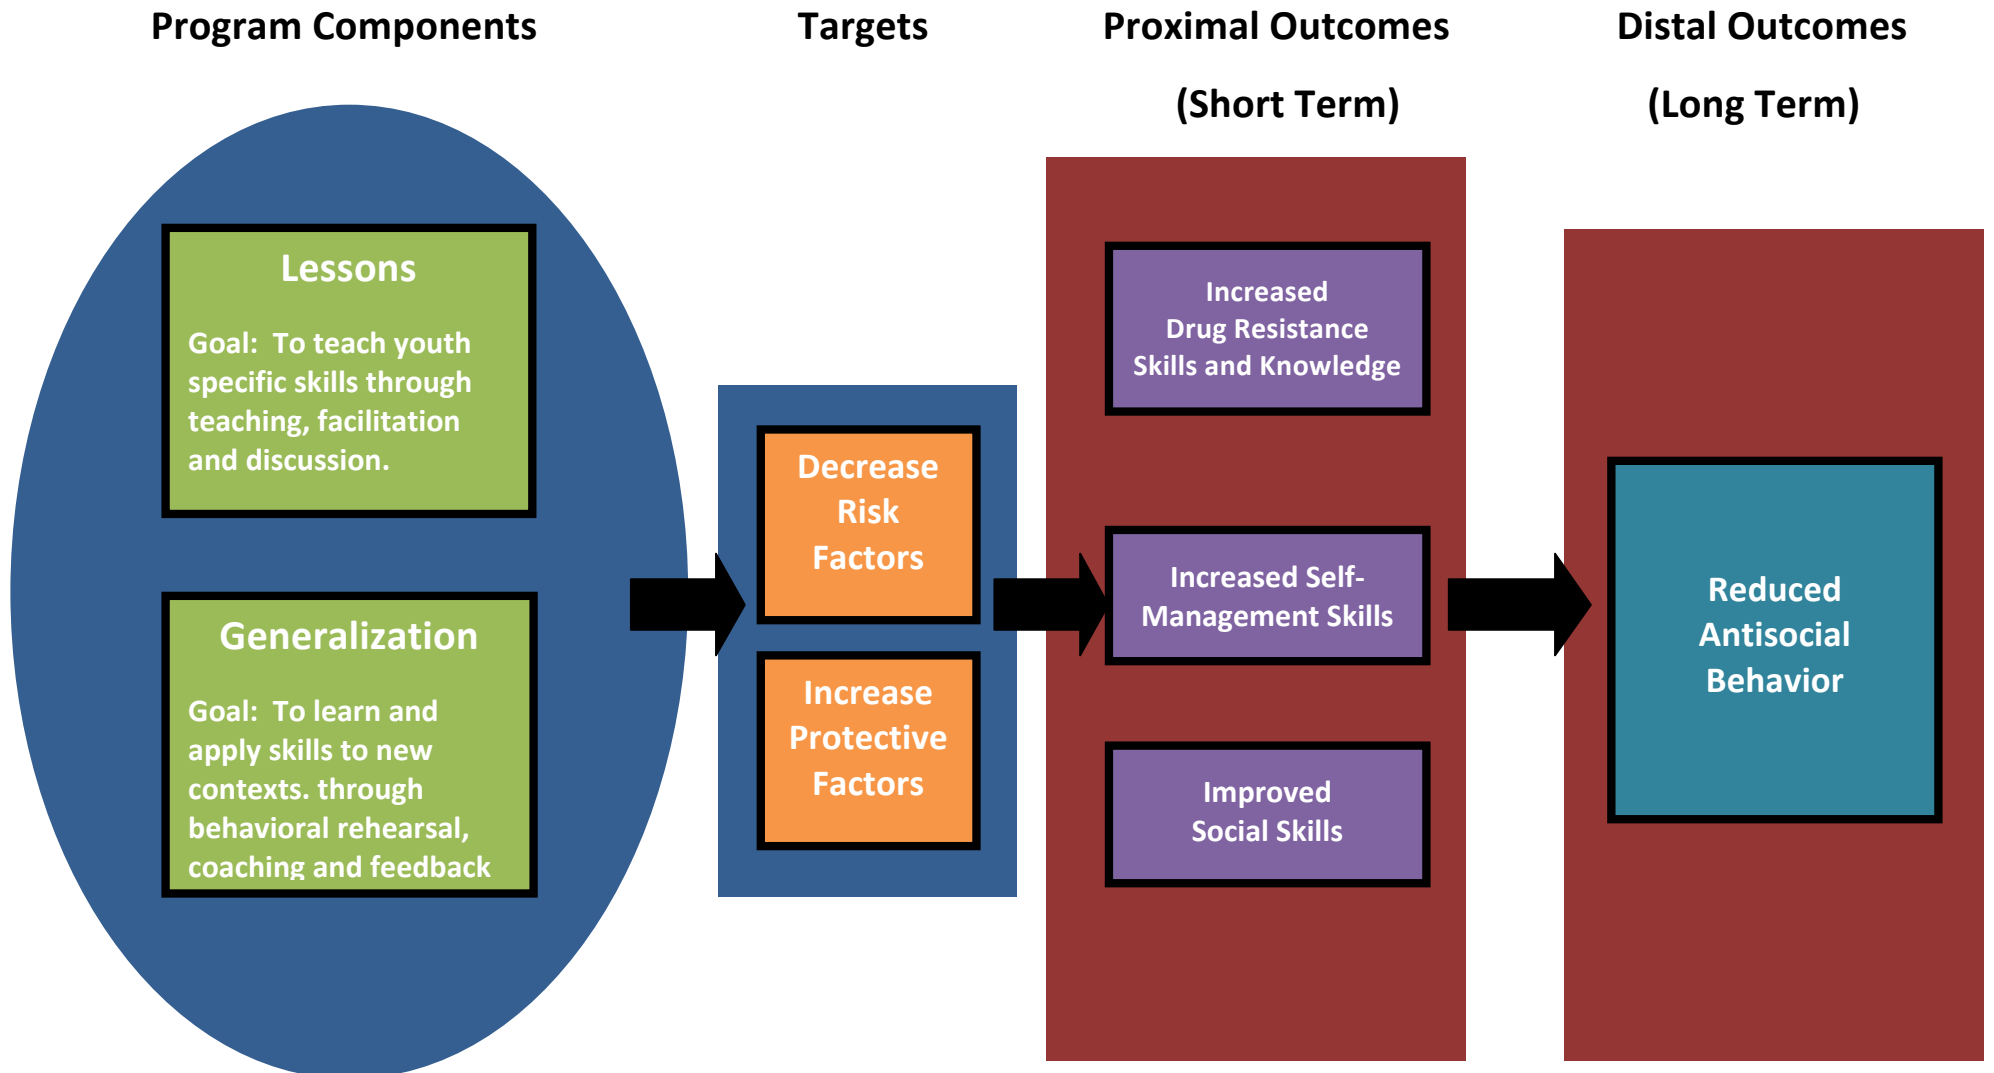 Program Components
Targets
Proximal Outcomes
(Short Term)
Distal Outcomes
(Long Term)
Lessons
Goal:  To teach youth
specific skills through
teaching, facilitation
and discussion.
Generalization
Goal:  To learn and
apply skills to new
contexts. through
behavioral rehearsal,
coaching and feedback
Decrease
Risk
Factors
Increase
Protective
Factors
Increased
Drug Resistance
Skills and Knowledge
Increased Self-
Management Skills
Improved
Social Skills
Reduced
Antisocial
Behavior